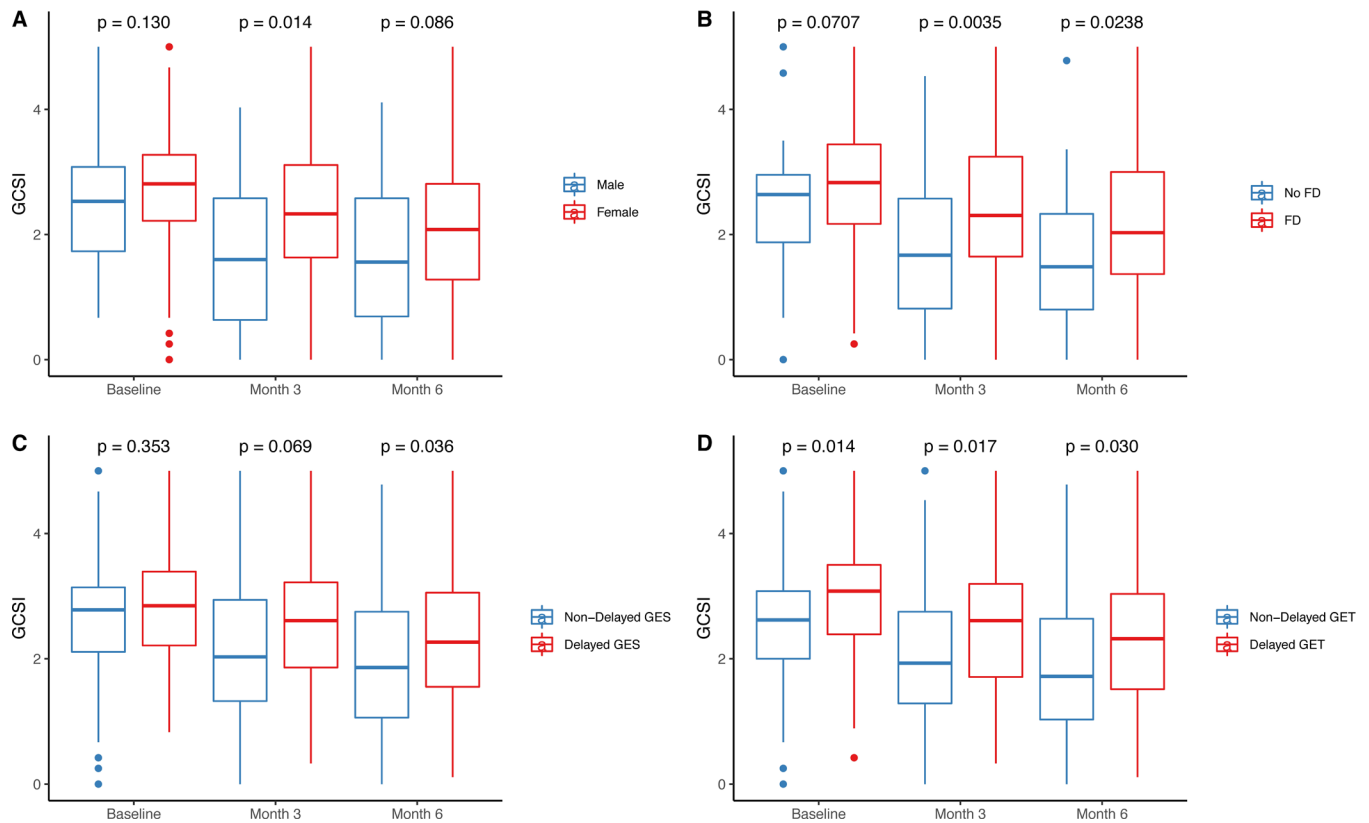 A
p = 0.130
p = 0.014
p = 0.086
GCSI
4
2
0
Baseline
Month 3
Month 6
a Male
a Female
B
p = 0.0707
p = 0.0035
p = 0.0238
GCSI
4
2
0
Baseline
Month 3
Month 6
a No FD
a FD
C
p = 0.353
p = 0.069
p = 0.036
GCSI
4
2
0
Baseline
Month 3
Month 6
a Non-Delayed GES
a Delayed GES
D
p = 0.014
p = 0.017
p = 0.030
GCSI
4
2
0
Baseline
Month 3
Month 6
a Non-Delayed GET
a Delayed GET